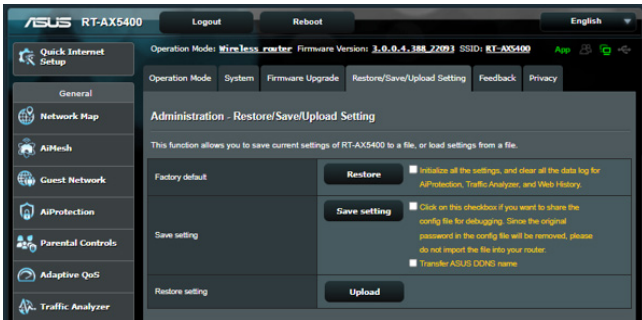 ASUS RT-AX5400 Logout Reboot English
Quick Internet Setup
Operation Mode: Wireless router Firmware Version: 3.0.0.4.388_22093 SSID: RT-AX5400 App
Operation Mode System Firmware Upgrade Restore/Save/Upload Setting Feedback Privacy
General
Network Map
AiMesh
Guest Network
AiProtection
Parental Controls
Adaptive QoS
Traffic Analyzer
Administration - Restore/Save/Upload Setting
This function allows you to save current settings of RT-AX5400 to a file, or load settings from a file.
Factory default Restore Initialize all the settings, and clear all the data log for
AiProtection, Traffic Analyzer, and Web History.
Save setting Save setting Click on this checkbox if you want to share the
config file for debugging. Since the original
password in the config file will be removed, please
do not import the file into your router.
Transfer ASUS DDNS name
Restore setting Upload